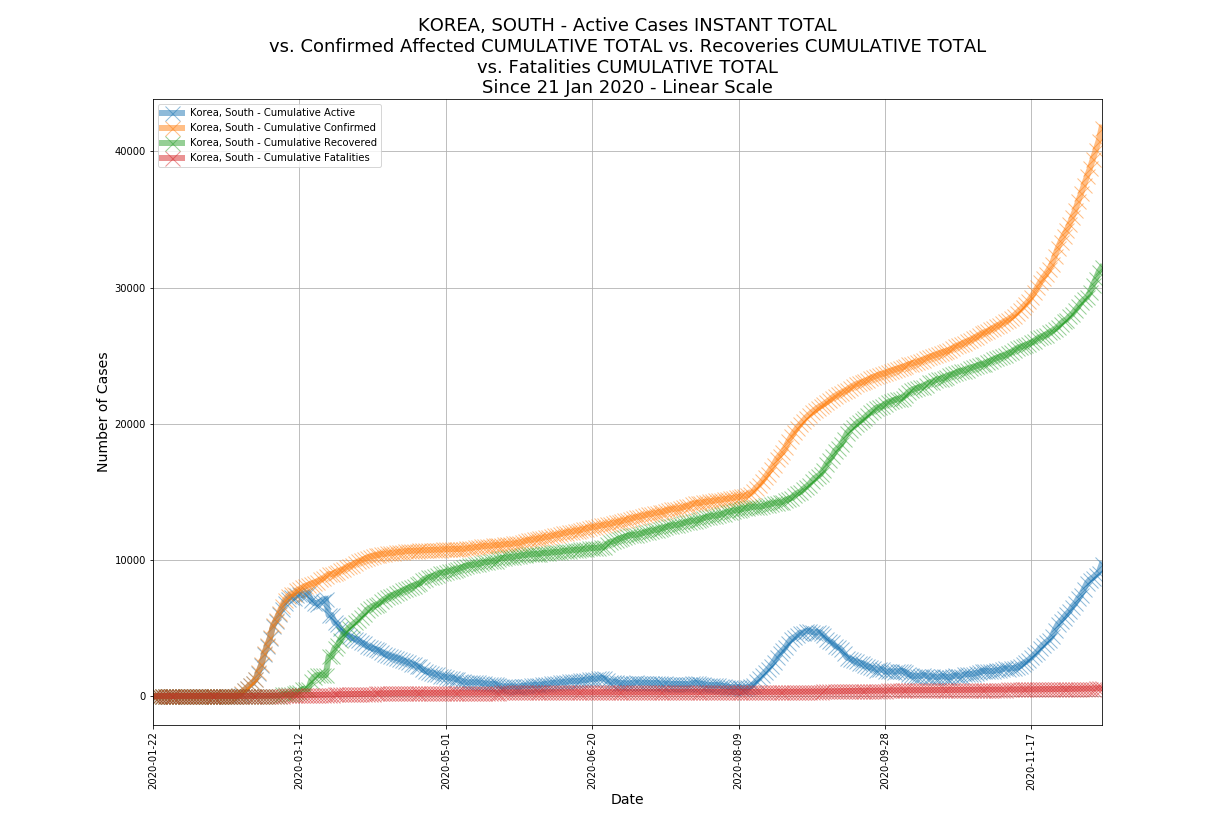 KOREA, SOUTH - Active Cases INSTANT TOTAL
vs. Confirmed Affected CUMULATIVE TOTAL vs. Recoveries CUMULATIVE TOTAL
vs. Fatalities CUMULATIVE TOTAL
Since 21 Jan 2020 - Linear Scale
Korea, South - Cumulative Active
Korea, South - Cumulative Confirmed
Korea, South - Cumulative Recovered
Korea, South - Cumulative Fatalities
Number of Cases
40000
30000
20000
10000
0
2020-01-22
2020-03-12
2020-05-01
2020-06-20
2020-08-09
2020-09-28
2020-11-17
Date